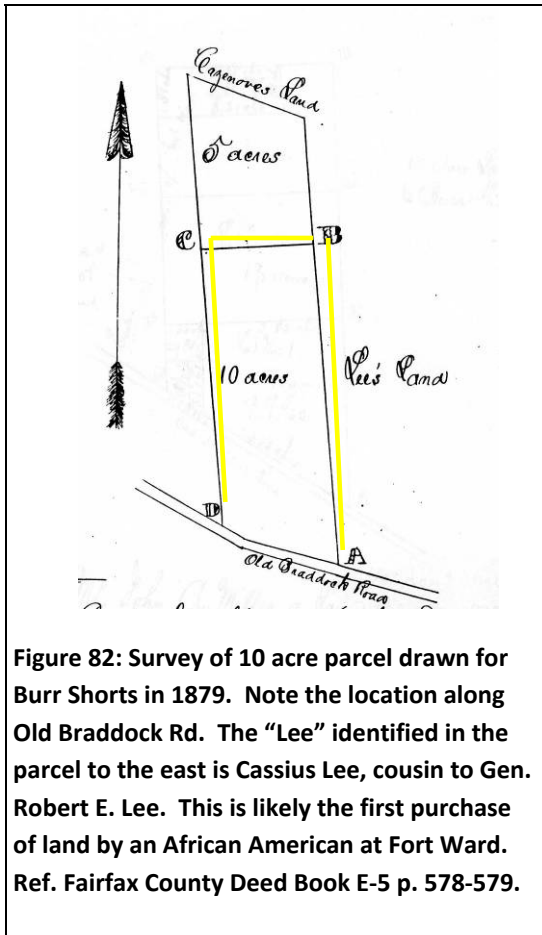 Cazenoves Land
5 acres
C
B
10 acres
Lee's Land
D
A
Old Braddock Road
Figure 82: Survey of 10 acre parcel drawn for
Burr Shorts in 1879. Note the location along
Old Braddock Rd. The “Lee” identified in the
parcel to the east is Cassius Lee, cousin to Gen.
Robert E. Lee. This is likely the first purchase
of land by an African American at Fort Ward.
Ref. Fairfax County Deed Book E-5 p. 578-579.